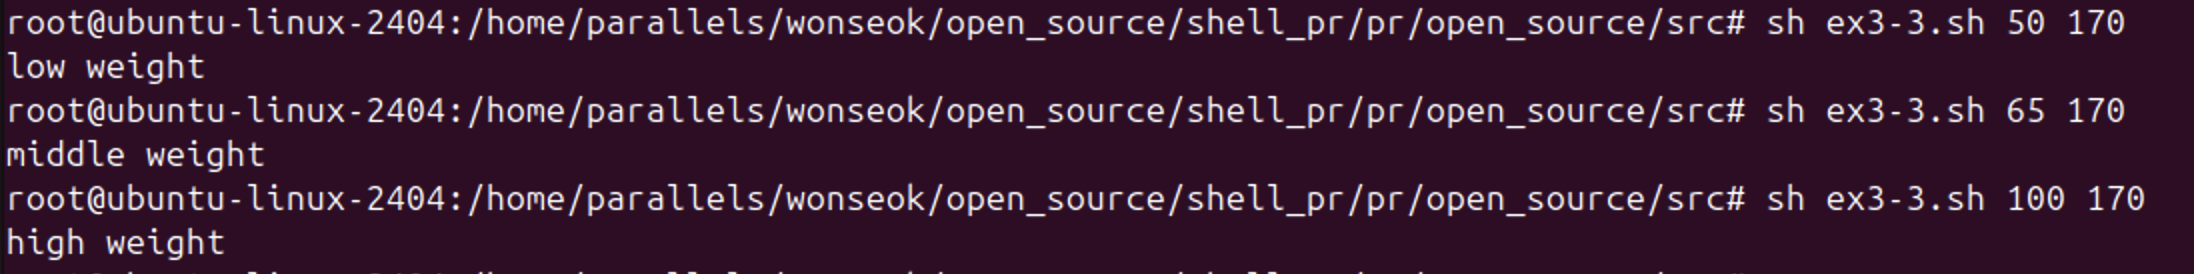 root@ubuntu-linux-2404:/home/parallels/wonseok/open_source/shell_pr/pr/open_source/src# sh ex3-3.sh 50 170
low weight
root@ubuntu-linux-2404:/home/parallels/wonseok/open_source/shell_pr/pr/open_source/src# sh ex3-3.sh 65 170
middle weight
root@ubuntu-linux-2404:/home/parallels/wonseok/open_source/shell_pr/pr/open_source/src# sh ex3-3.sh 100 170
high weight